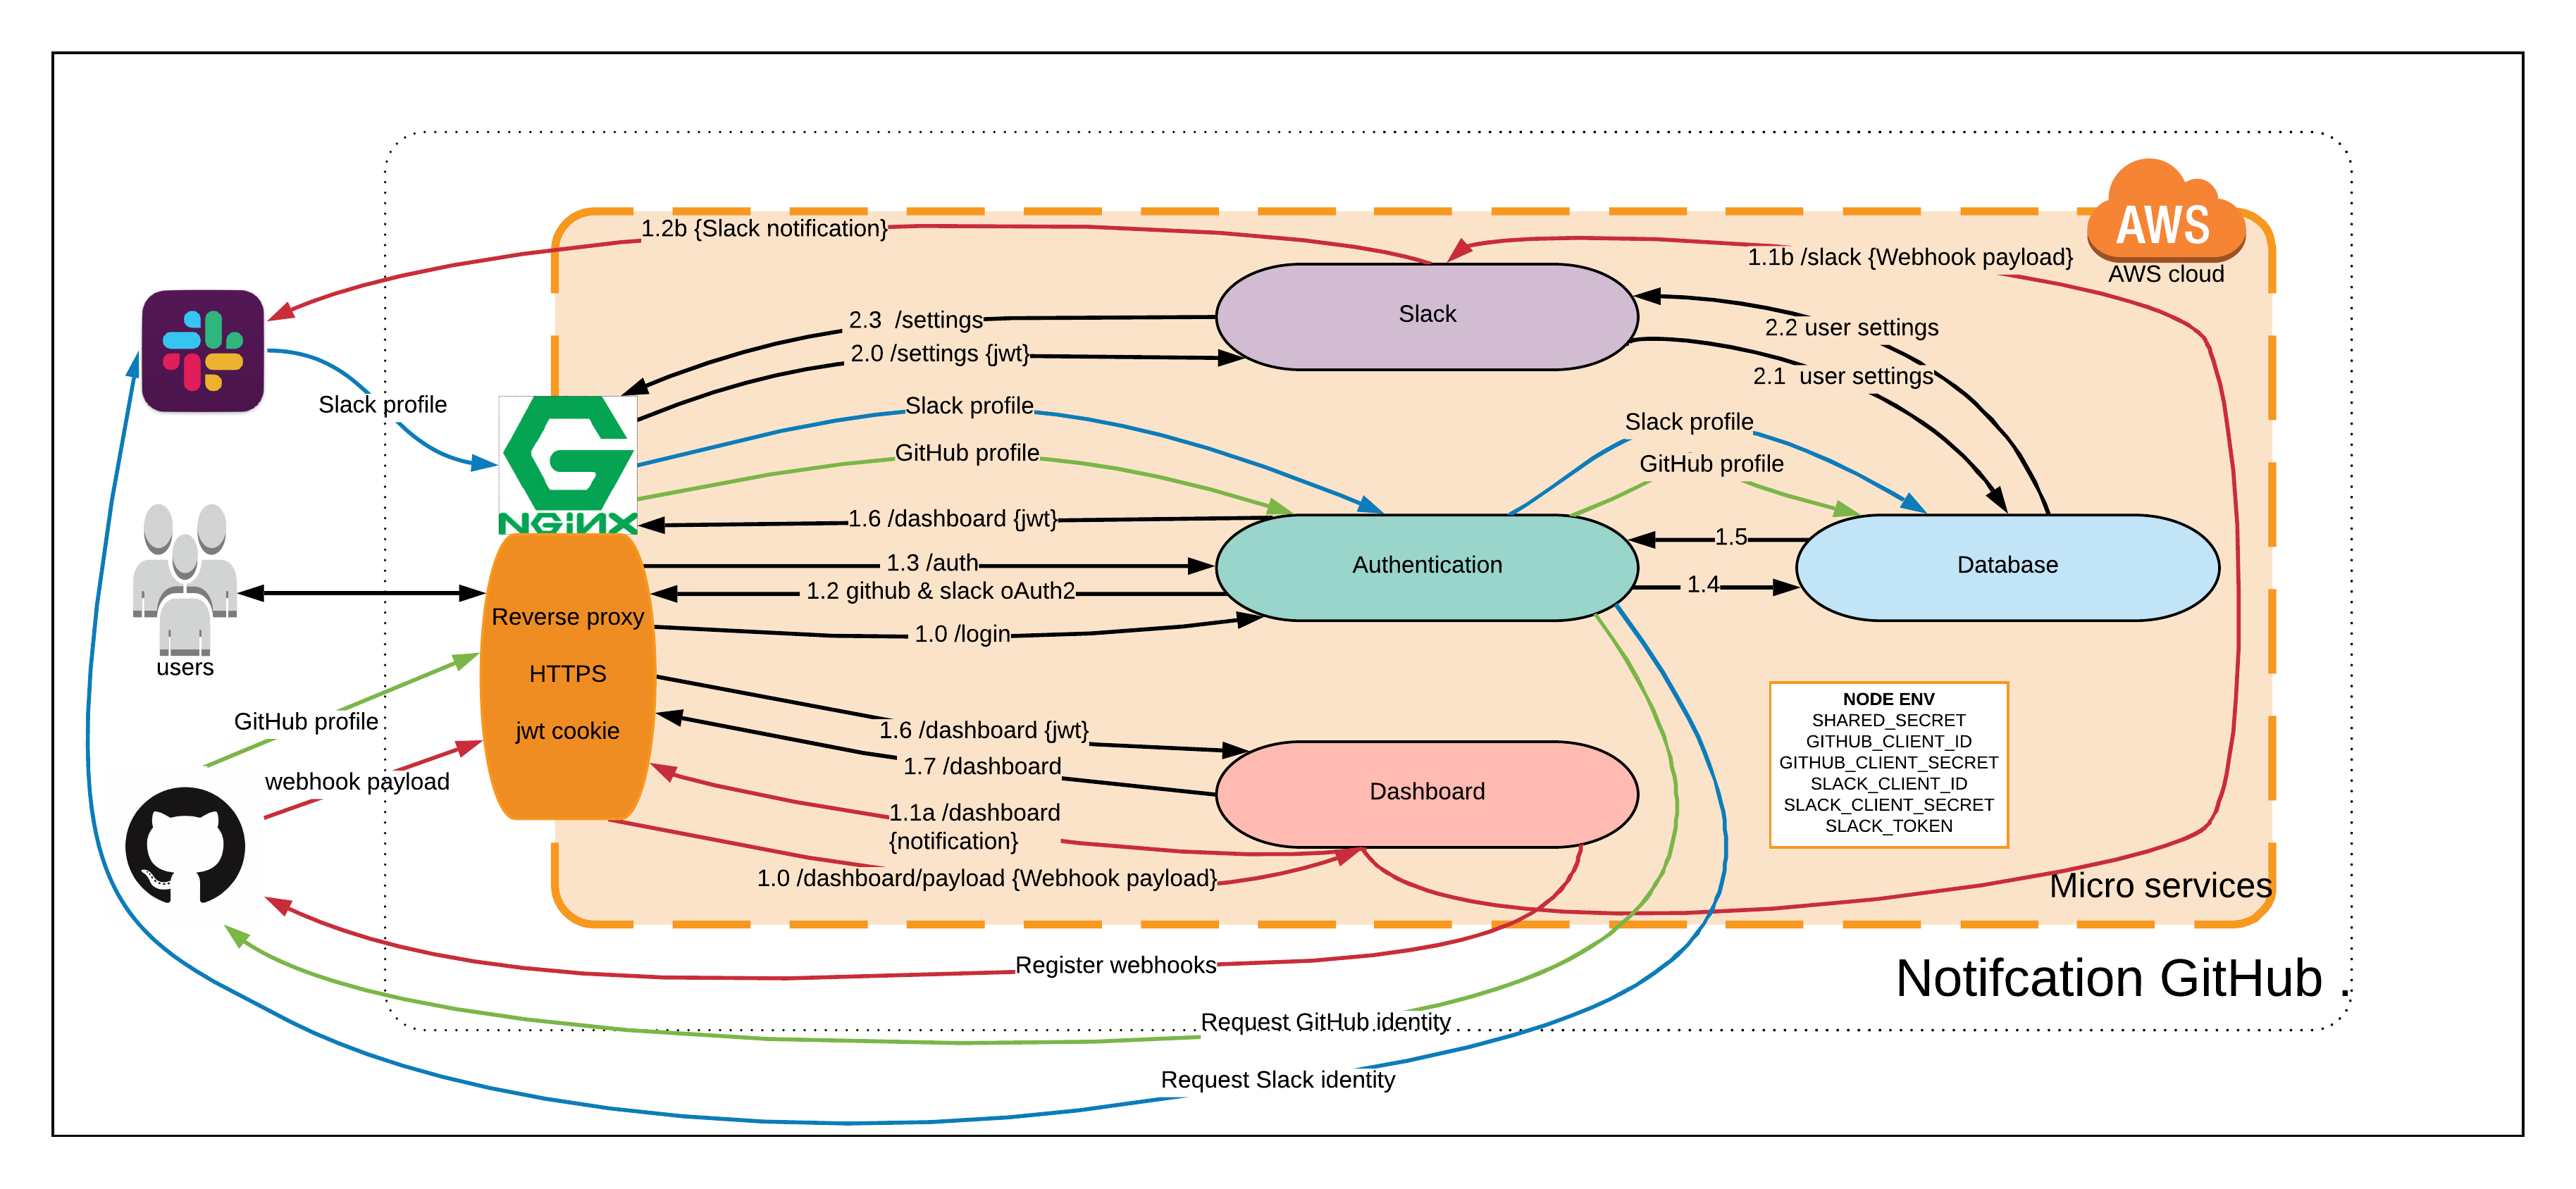 1.2b {Slack notification}
AWS
1.1b /slack {Webhook payload}
AWS cloud
2.3 /settings
Slack
2.2 user settings
2.0 /settings {jwt}
2.1 user settings
Slack profile
Slack profile
Slack profile
GitHub profile
GitHub profile
NGiNX
1.6 /dashboard {jwt}
1.5
1.3 /auth
Authentication
Database
1.2 github & slack oAuth2
1.4
Reverse proxy
1.0 /login
users
HTTPS
jwt cookie
GitHub profile
webhook payload
1.6 /dashboard {jwt}
1.7 /dashboard
Dashboard
1.1a /dashboard
{notification}
1.0 /dashboard/payload {Webhook payload}
NODE ENV
SHARED_SECRET
GITHUB_CLIENT_ID
GITHUB_CLIENT_SECRET
SLACK_CLIENT_ID
SLACK_CLIENT_SECRET
SLACK_TOKEN
Micro services
Register webhooks
Notifcation GitHub .
Request GitHub identity
Request Slack identity